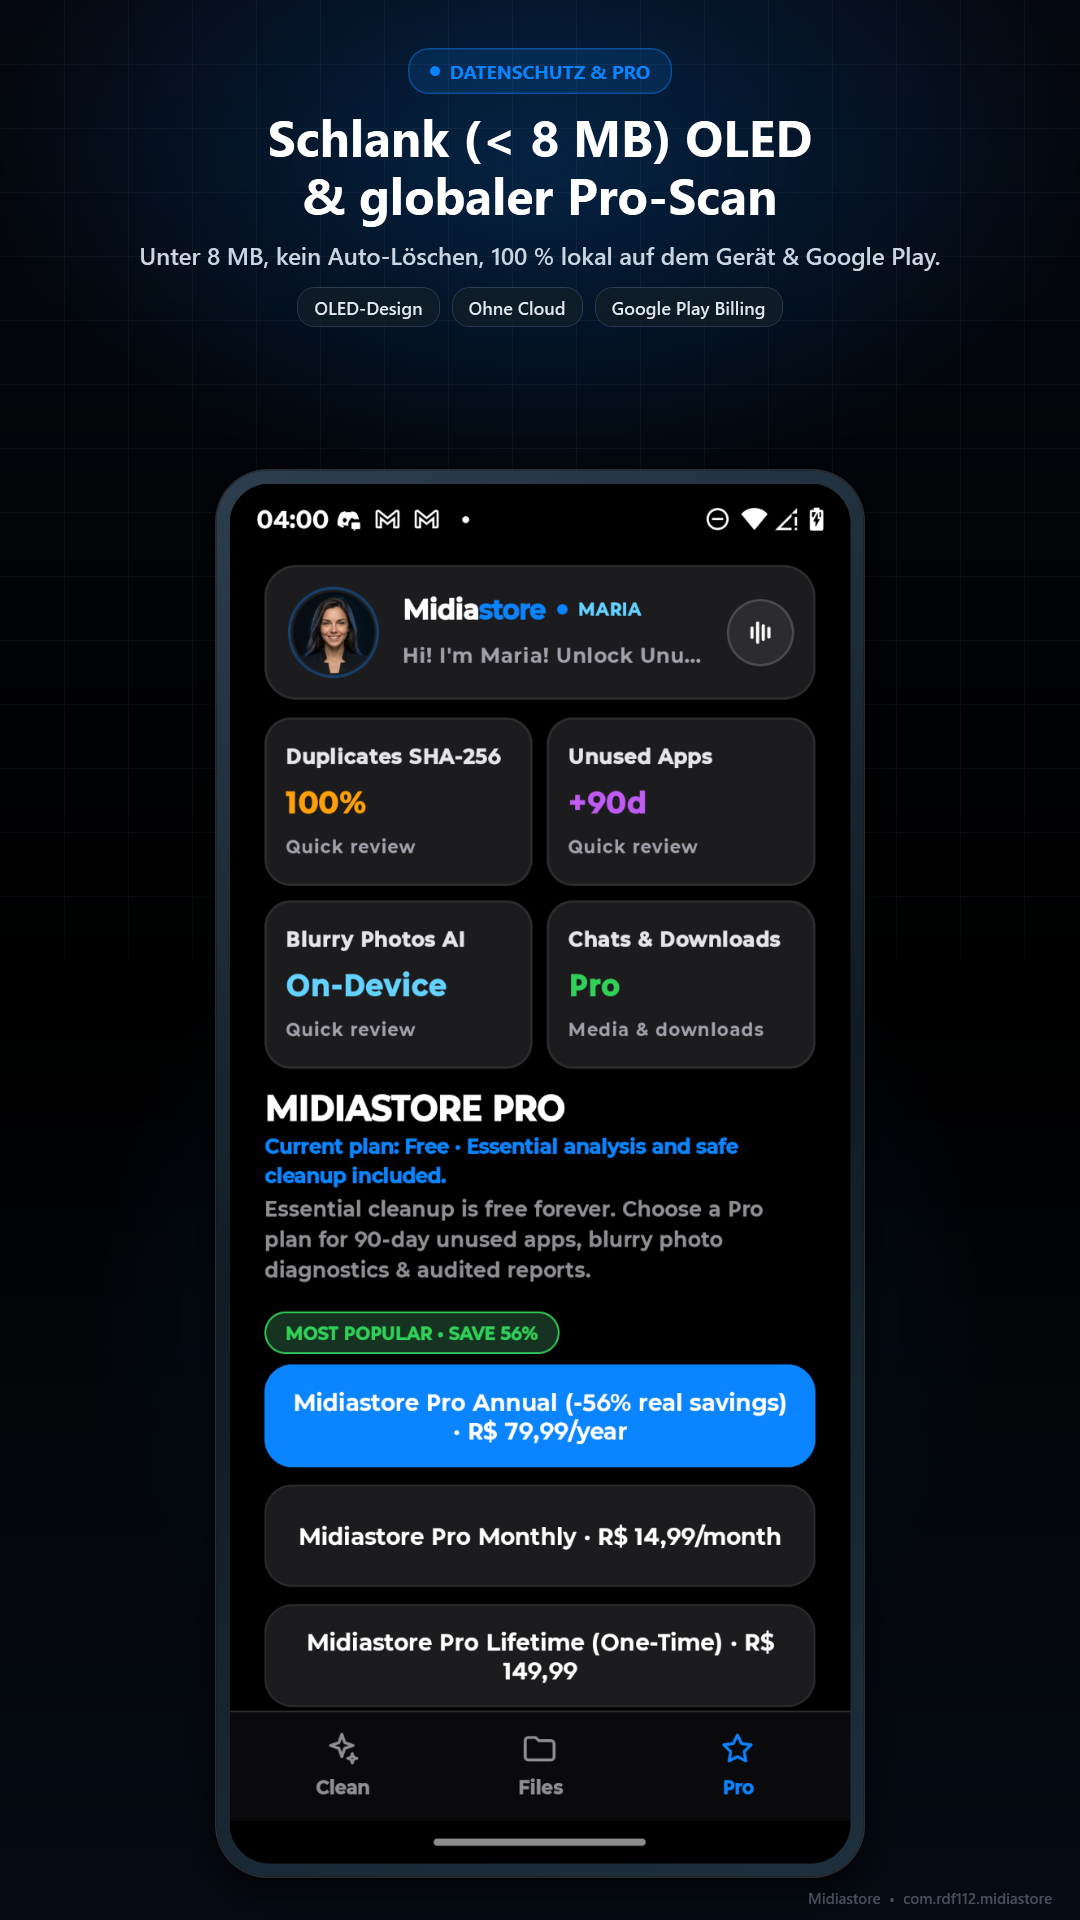 DATENSCHUTZ & PRO
Schlank (< 8 MB) OLED
& globaler Pro-Scan
Unter 8 MB, kein Auto-Löschen, 100 % lokal auf dem Gerät & Google Play.
OLED-Design
Ohne Cloud
Google Play Billing
04:00
Midiastore • MARIA
Hi! I'm Maria! Unlock Unu...
Duplicates SHA-256
100%
Quick review
Unused Apps
+90d
Quick review
Blurry Photos AI
On-Device
Quick review
Chats & Downloads
Pro
Media & downloads
MIDIASTORE PRO
Current plan: Free · Essential analysis and safe
cleanup included.
Essential cleanup is free forever. Choose a Pro
plan for 90-day unused apps, blurry photo
diagnostics & audited reports.
MOST POPULAR • SAVE 56%
Midiastore Pro Annual (-56% real savings)
· R$ 79,99/year
Midiastore Pro Monthly · R$ 14,99/month
Midiastore Pro Lifetime (One-Time) · R$
149,99
Clean
Files
Pro
Midiastore • com.rdf112.midiastore